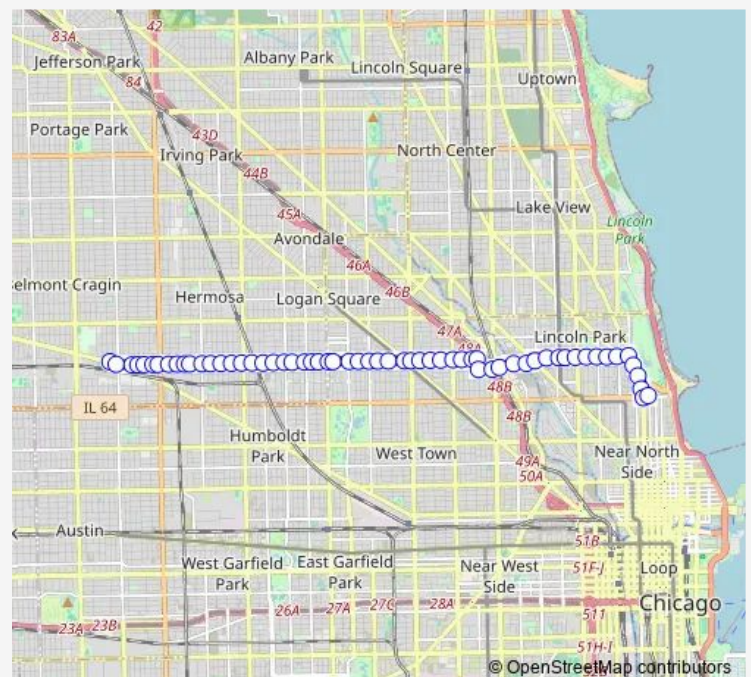 42
83A
Jefferson Park
Albany Park
Lincoln Square
84
Uptown
Portage Park
43D
Irving Park
North Center
44B
45A
Lake View
Lincoln
Park
Avondale
46A
elmont Cragin
46B
Hermosa
Logan Square
47A
48A
Lincoln Park
48B
IL 64
48B
Humboldt
Park
West Town
49A
50A
Near North
Side
Austin
51B
West Garfield
Park
East Garfield
Park
Near West
Side
51F-J
Loop
26A
27A
27C
28A
511
Chicago
23A
23B
51H-I
© OpenStreetMap contributors